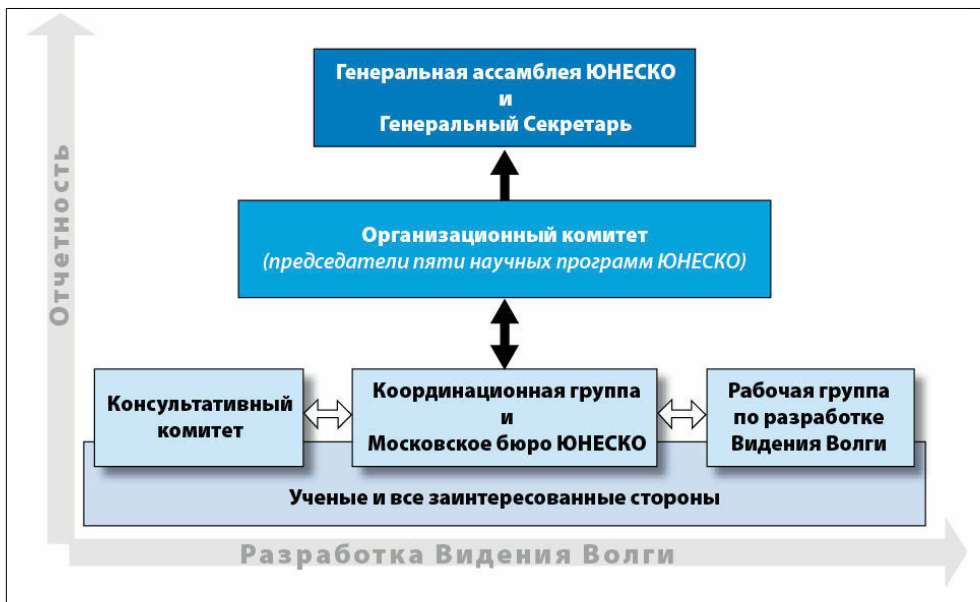 Генеральная ассамблея ЮНЕСКО
и
Генеральный Секретарь
Отчетность
Организационный комитет
(председатели пяти научных программ ЮНЕСКО)
Консультативный
комитет
Координационная группа
и
Московское бюро ЮНЕСКО
Рабочая группа
по разработке
Видения Волги
Ученые и все заинтересованные стороны
Разработка Видения Волги